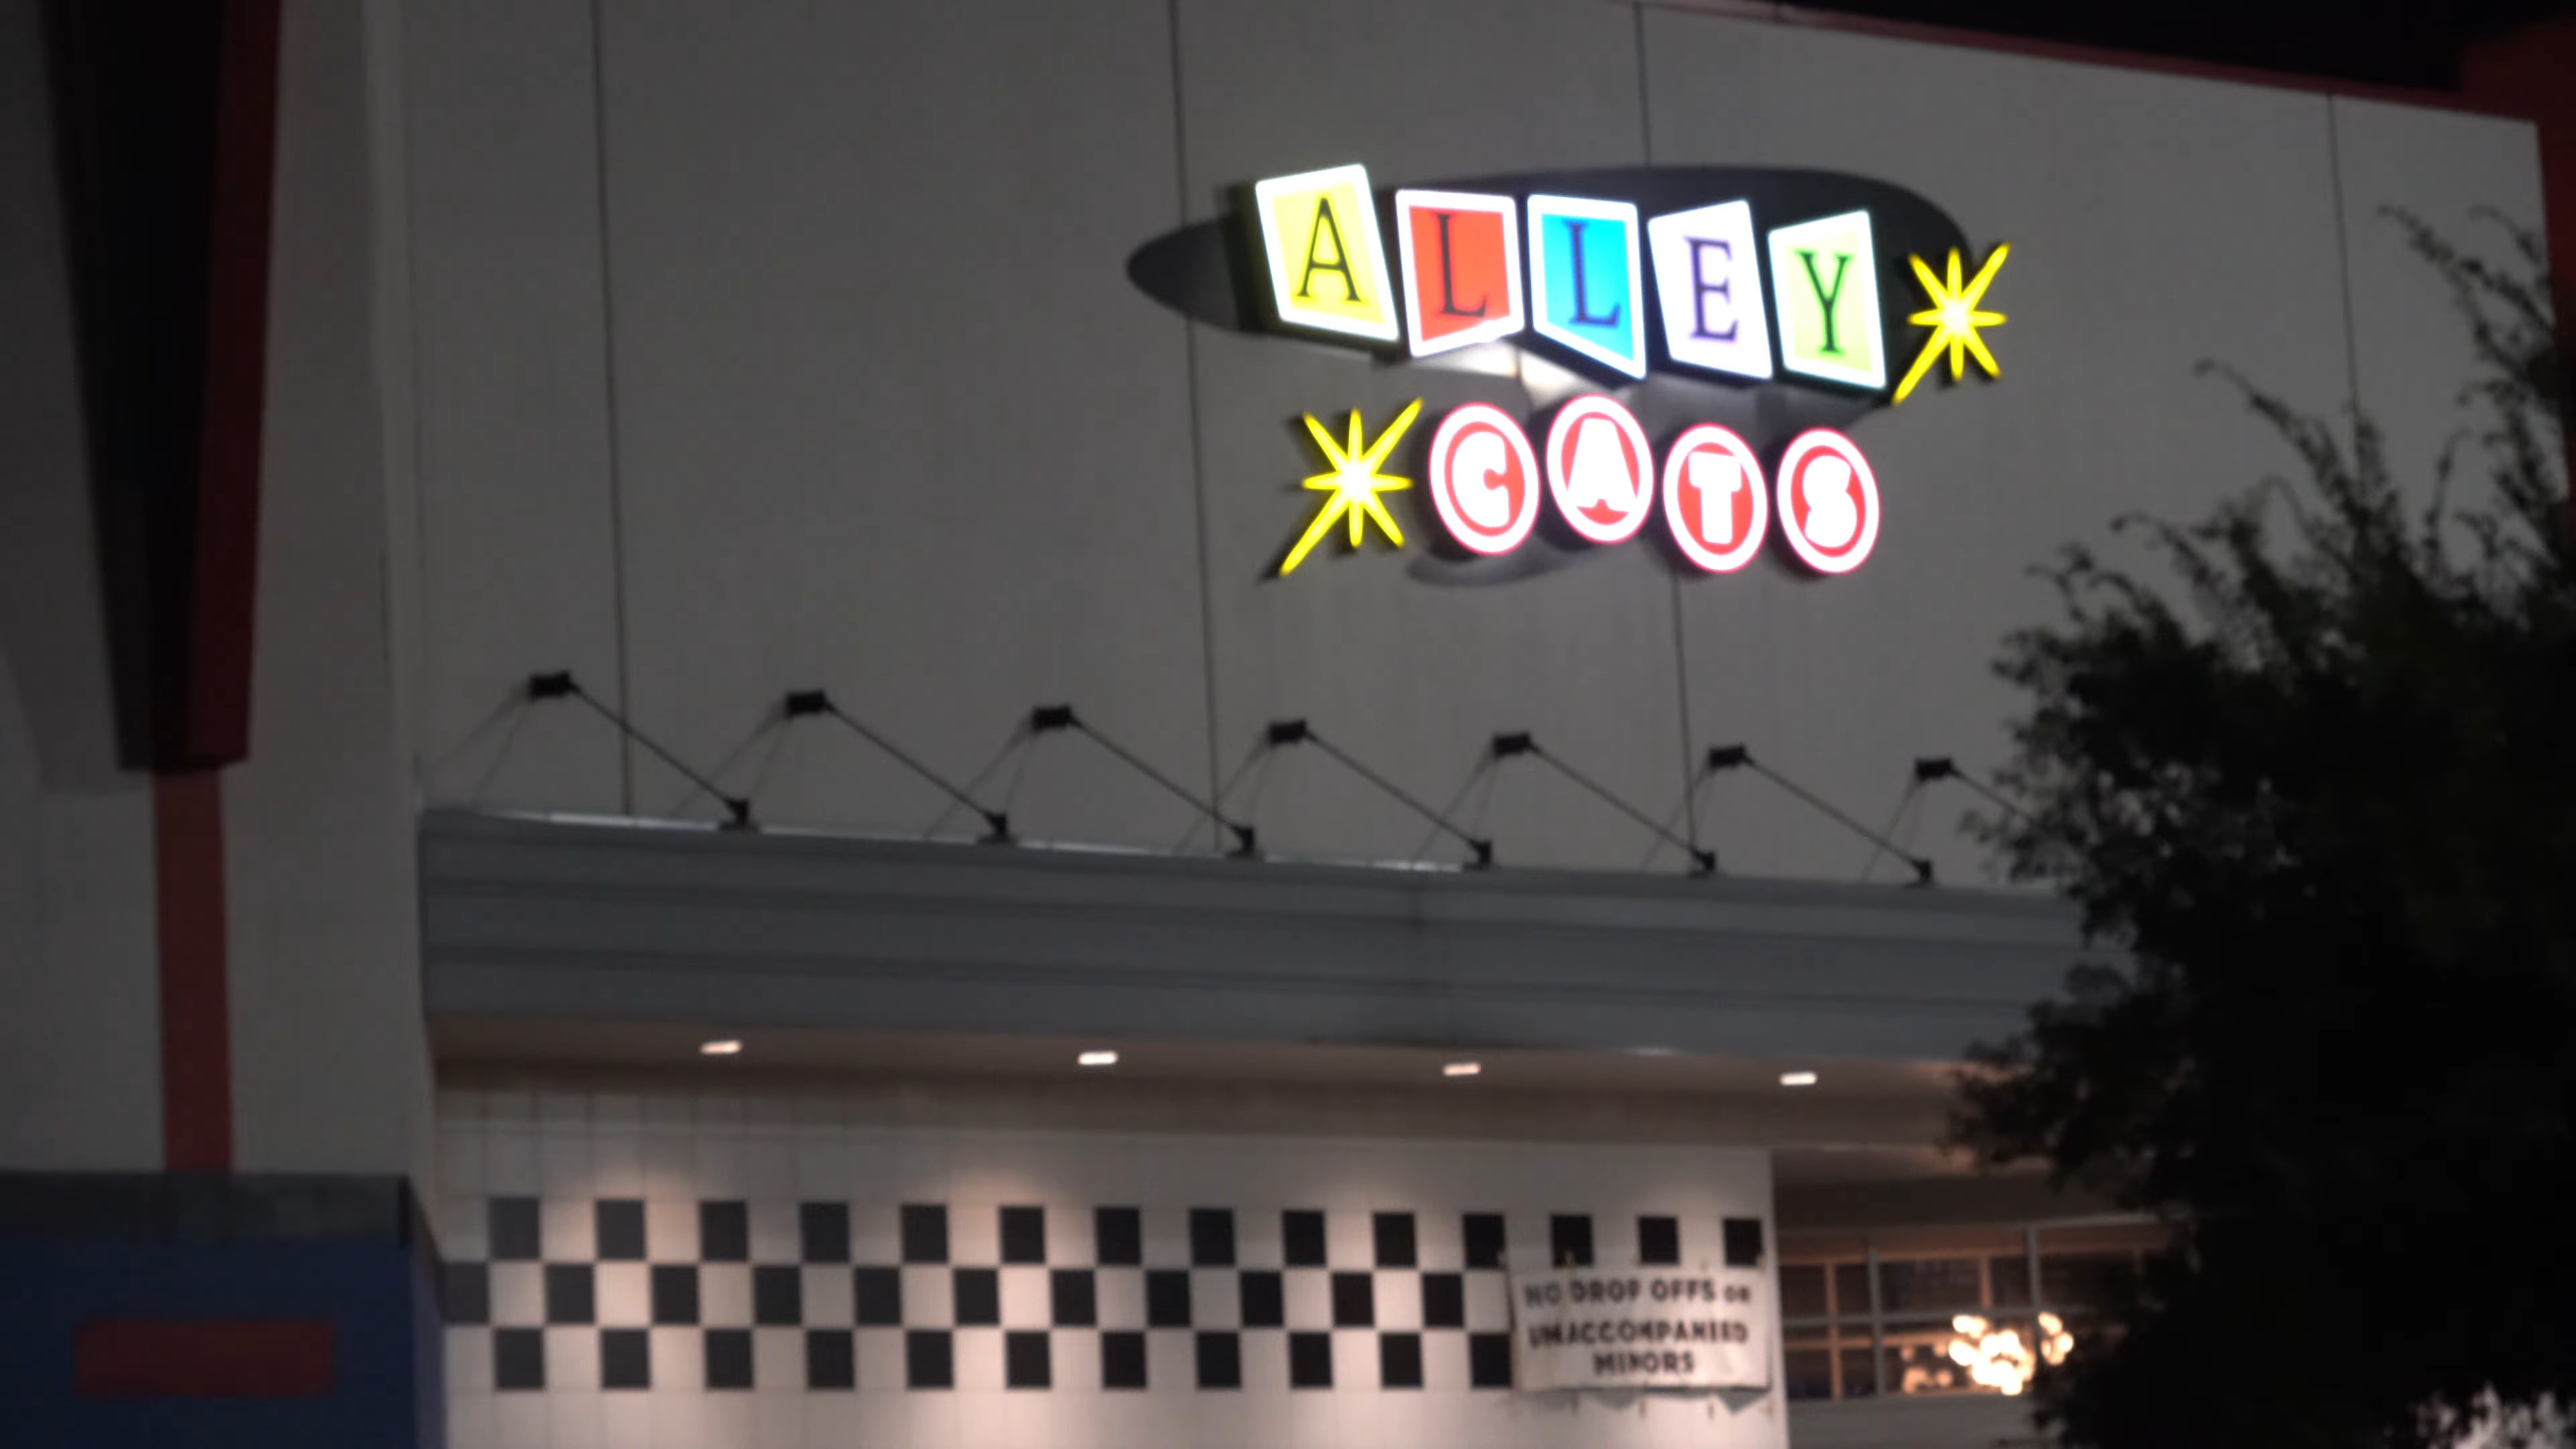 ALLEY
CATS
NO DROP OFFS OR
UNACCOMPANIED
MINORS